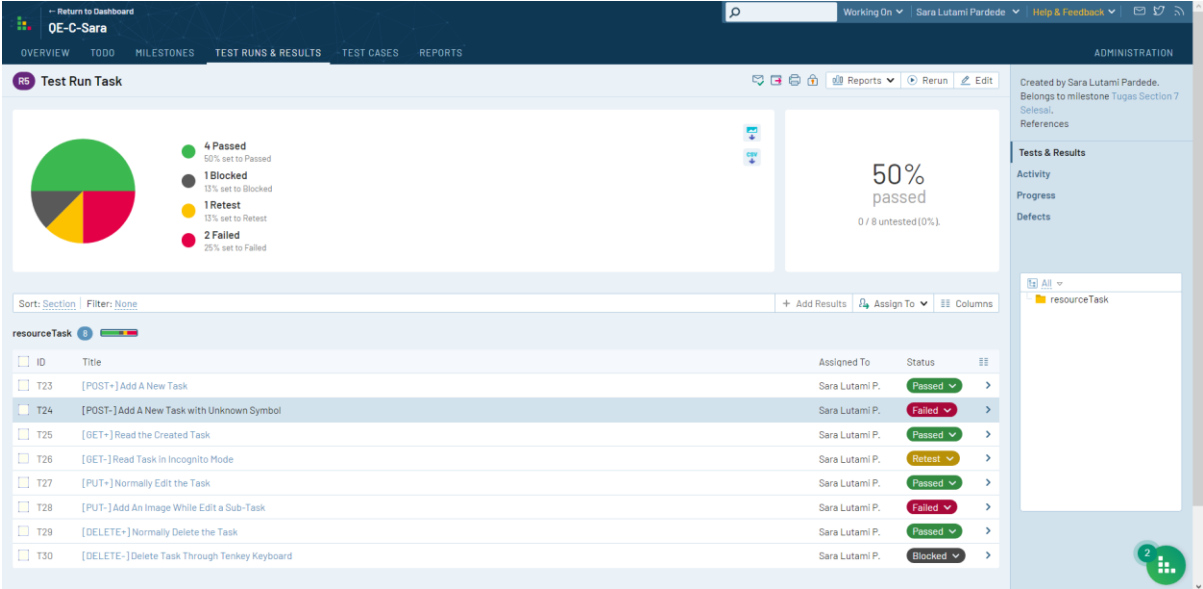 ← Return to Dashboard
QE-C-Sara
Working On
Sara Lutami Pardede
Help & Feedback
OVERVIEW TODO MILESTONES TEST RUNS & RESULTS TEST CASES REPORTS ADMINISTRATION
R5 Test Run Task
Reports Rerun Edit
4 Passed
50% set to Passed
1 Blocked
13% set to Blocked
1 Retest
13% set to Retest
2 Failed
25% set to Failed
CSV
50%
passed
0 / 8 untested (0%).
Created by Sara Lutami Pardede.
Belongs to milestone Tugas Section 7
Selesai.
References
Tests & Results
Activity
Progress
Defects
All
resourceTask
Sort: Section Filter: None
+ Add Results Assign To Columns
resourceTask 8
ID Title Assigned To Status
T23 [POST+] Add A New Task Sara Lutami P. Passed
T24 [POST-] Add A New Task with Unknown Symbol Sara Lutami P. Failed
T25 [GET+] Read the Created Task Sara Lutami P. Passed
T26 [GET-] Read Task in Incognito Mode Sara Lutami P. Retest
T27 [PUT+] Normally Edit the Task Sara Lutami P. Passed
T28 [PUT-] Add An Image While Edit a Sub-Task Sara Lutami P. Failed
T29 [DELETE+] Normally Delete the Task Sara Lutami P. Passed
T30 [DELETE-] Delete Task Through Tenkey Keyboard Sara Lutami P. Blocked
2